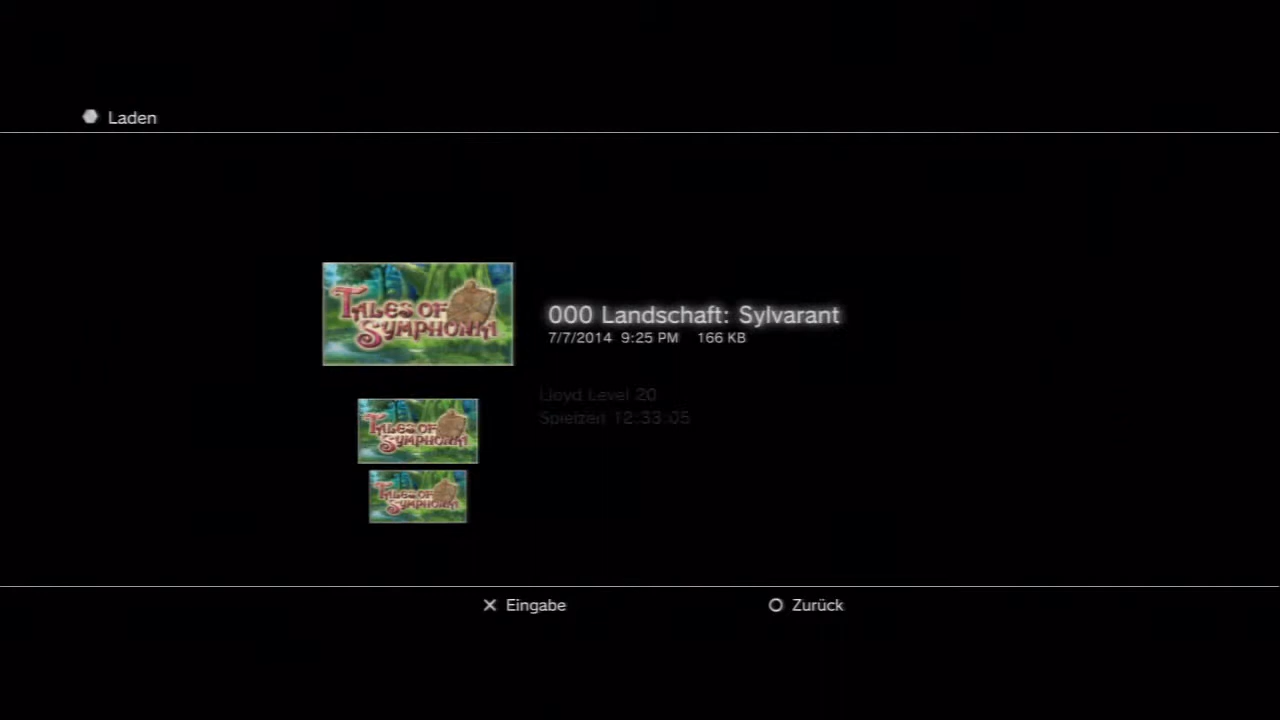 Laden
TALES OF
SYMPHONIA
000 Landschaft: Sylvarant
7/7/2014 9:25 PM 166 KB
Lloyd Level 20
Spielzeit 12:33:05
TALES OF
SYMPHONIA
TALES OF
SYMPHONIA
Eingabe
Zurück